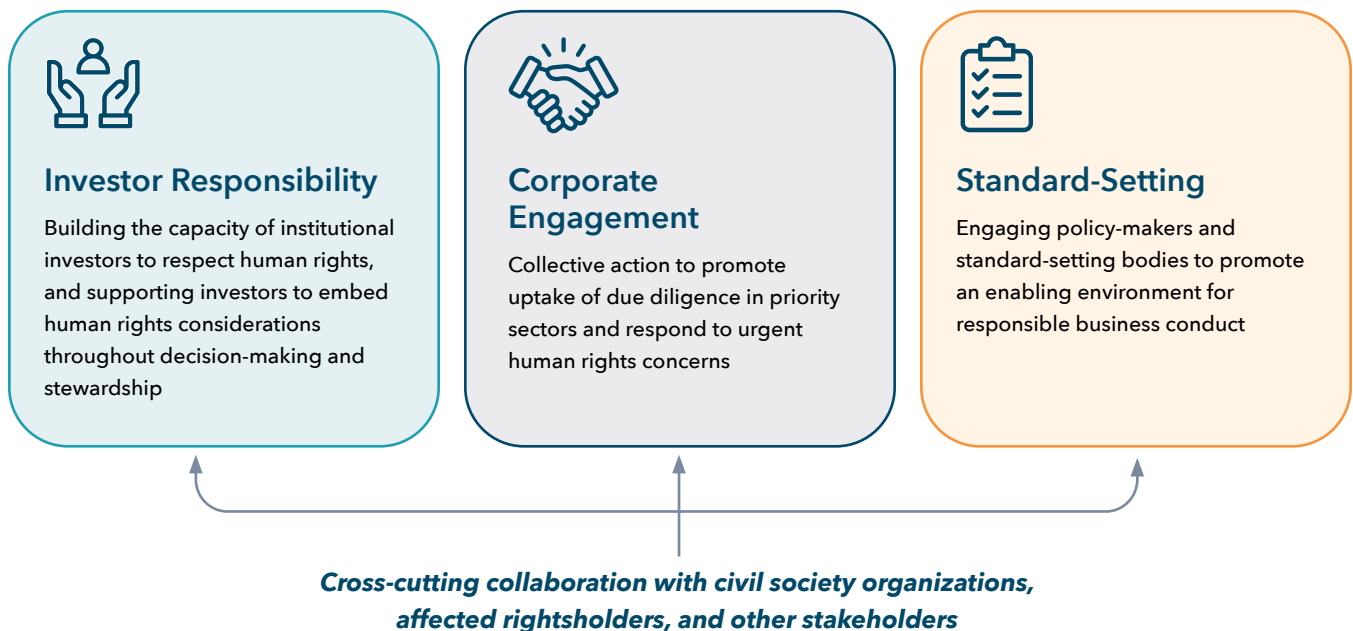 Investor Responsibility
Building the capacity of institutional
investors to respect human rights,
and supporting investors to embed
human rights considerations
throughout decision-making and
stewardship
Corporate
Engagement
Collective action to promote
uptake of due diligence in priority
sectors and respond to urgent
human rights concerns
Standard-Setting
Engaging policy-makers and
standard-setting bodies to promote
an enabling environment for
responsible business conduct
Cross-cutting collaboration with civil society organizations,
affected rightsholders, and other stakeholders